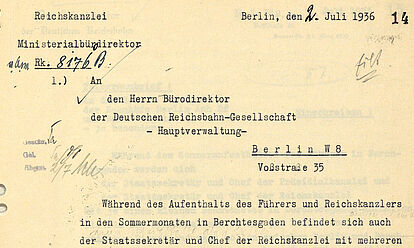 Reichskanzlei Berlin, den 2. Juli 1936 14
Ministerialbürodirektor
Rk. 8176 B.
1.) An
den Herrn Bürodirektor
der Deutschen Reichsbahn-Gesellschaft
- Hauptverwaltung-
Berlin W8
Voßstraße 35
Während des Aufenthalts des Führers und Reichskanzlers
in den Sommermonaten in Berchtesgaden befindet sich auch
der Staatssekretär und Chef der Reichskanzlei mit mehreren